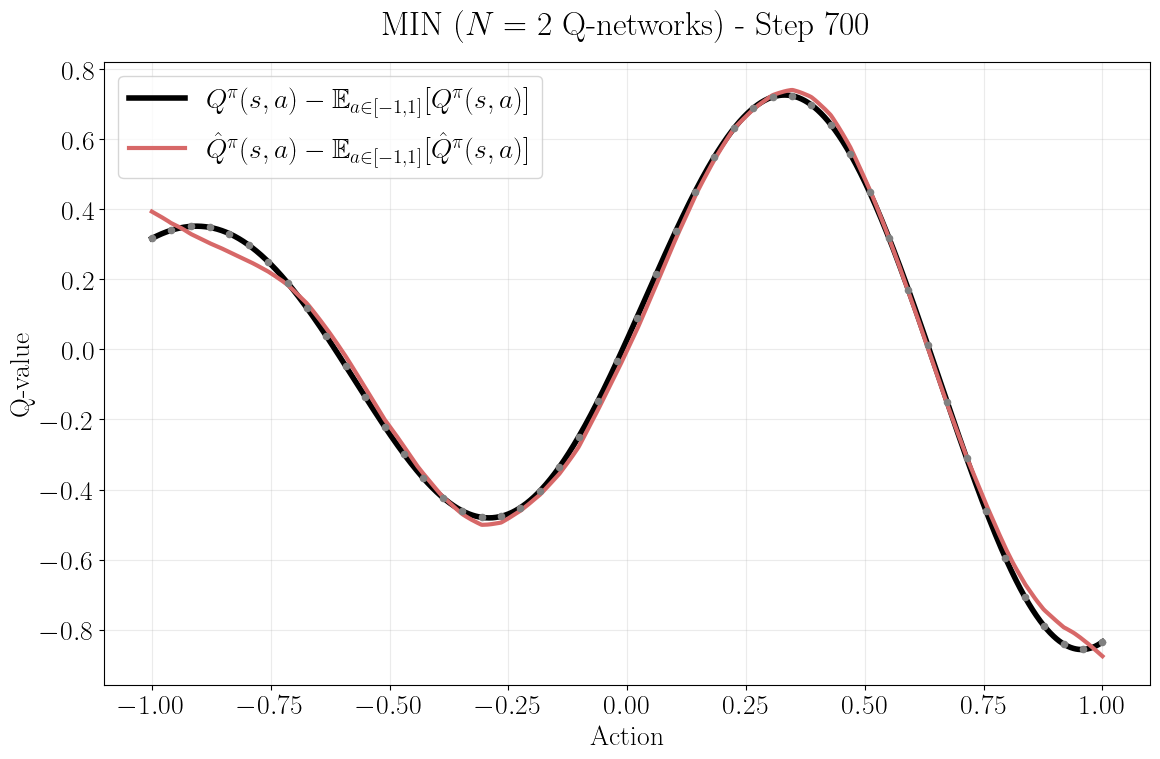 MIN (N = 2 Q-networks) - Step 700
Q^π(s, a) − 𝔼_{a∈[−1,1]}[Q^π(s, a)]
Q̂^π(s, a) − 𝔼_{a∈[−1,1]}[Q̂^π(s, a)]
Q-value
0.8
0.6
0.4
0.2
0.0
−0.2
−0.4
−0.6
−0.8
−1.00 −0.75 −0.50 −0.25 0.00 0.25 0.50 0.75 1.00
Action